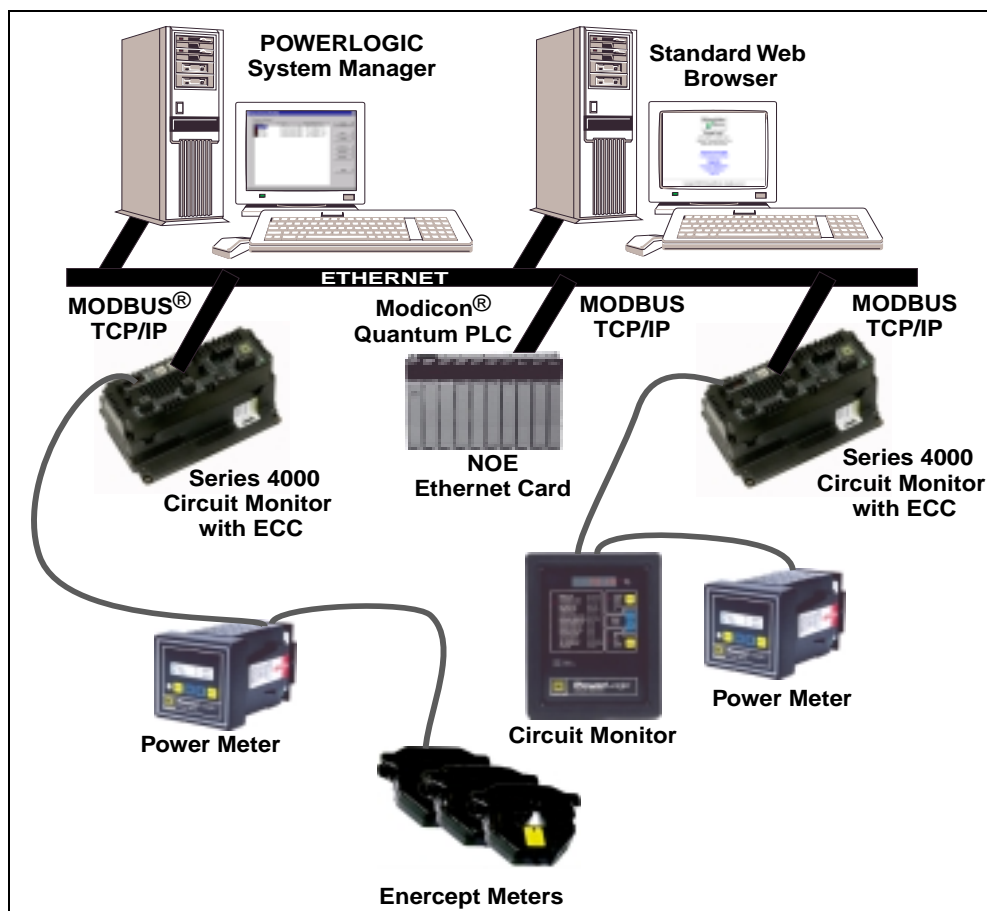 POWERLOGIC
System Manager
Standard Web
Browser
ETHERNET
MODBUS®
TCP/IP
Modicon®
Quantum PLC
MODBUS
TCP/IP
MODBUS
TCP/IP
NOE
Ethernet Card
Series 4000
Circuit Monitor
with ECC
Series 4000
Circuit Monitor
with ECC
Power Meter
Circuit Monitor
Power Meter
Enercept Meters